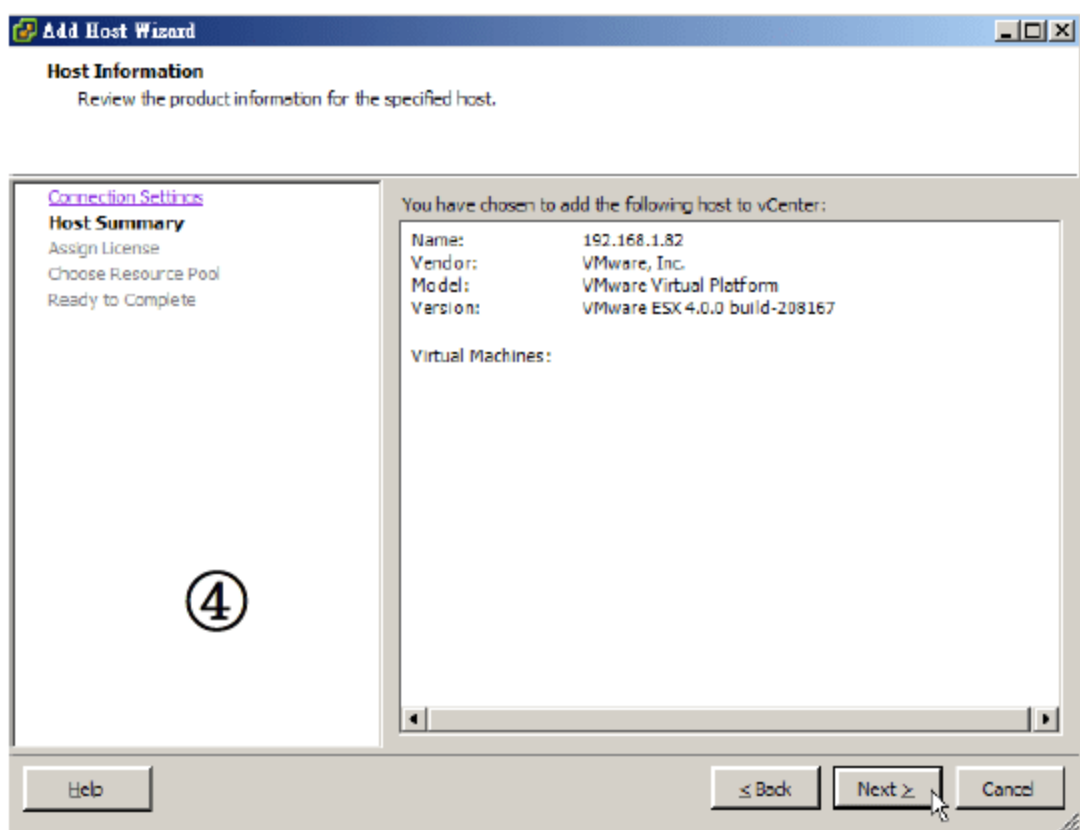 Add Host Wizard
Host Information
Review the product information for the specified host.
Connection Settings
Host Summary
Assign License
Choose Resource Pool
Ready to Complete
④
You have chosen to add the following host to vCenter:
Name: 192.168.1.82
Vendor: VMware, Inc.
Model: VMware Virtual Platform
Version: VMware ESX 4.0.0 build-208167
Virtual Machines:
Help
≤ Back
Next ≥
Cancel